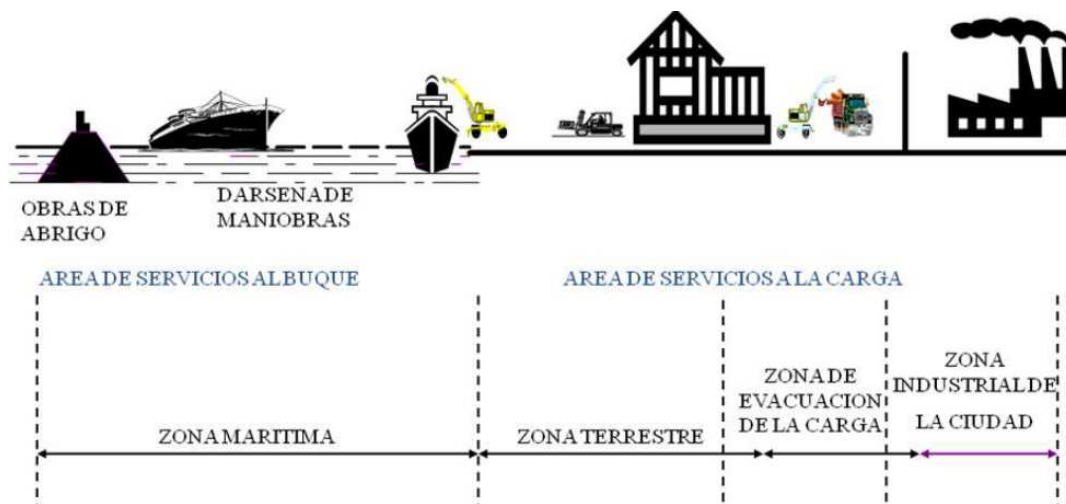 OBRAS DE
ABRIGO
DARSENA DE
MANIOBRAS
AREA DE SERVICIOS AL BUQUE
AREA DE SERVICIOS A LA CARGA
ZONA MARITIMA
ZONA TERRESTRE
ZONA DE
EVACUACION
DE LA CARGA
ZONA
INDUSTRIAL DE
LA CIUDAD